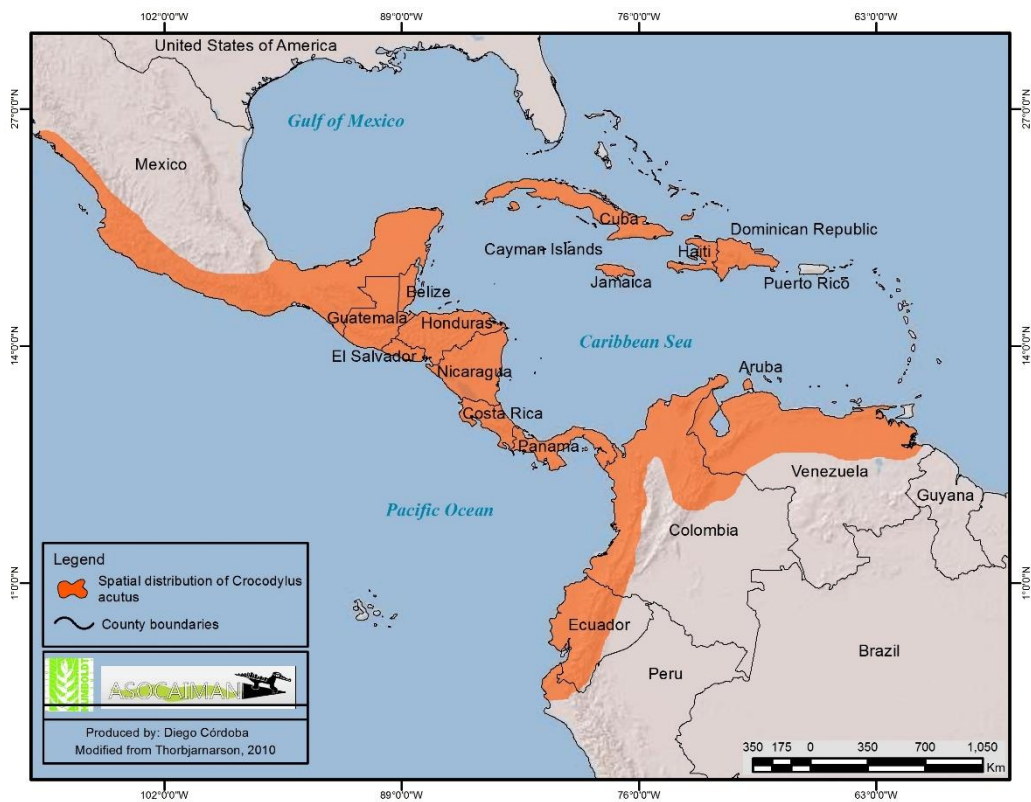 102°0'0"W
89°0'0"W
76°0'0"W
63°0'0"W
United States of America
27°0'0"N
27°0'0"N
Gulf of Mexico
Mexico
Cuba
Dominican Republic
Cayman Islands
Haiti
Jamaica
Puerto Rico
Belize
Guatemala
Honduras
14°0'0"N
14°0'0"N
Caribbean Sea
El Salvador
Nicaragua
Aruba
Costa Rica
Panama
Venezuela
Guyana
Pacific Ocean
Colombia
Legend
Spatial distribution of Crocodylus
acutus
County boundaries
1°0'0"N
1°0'0"N
Ecuador
Brazil
Peru
HUMBOLDT
ASOCAIMAN
Produced by: Diego Córdoba
Modified from Thorbjarnarson, 2010
350 175 0 350 700 1,050
Km
102°0'0"W
89°0'0"W
76°0'0"W
63°0'0"W